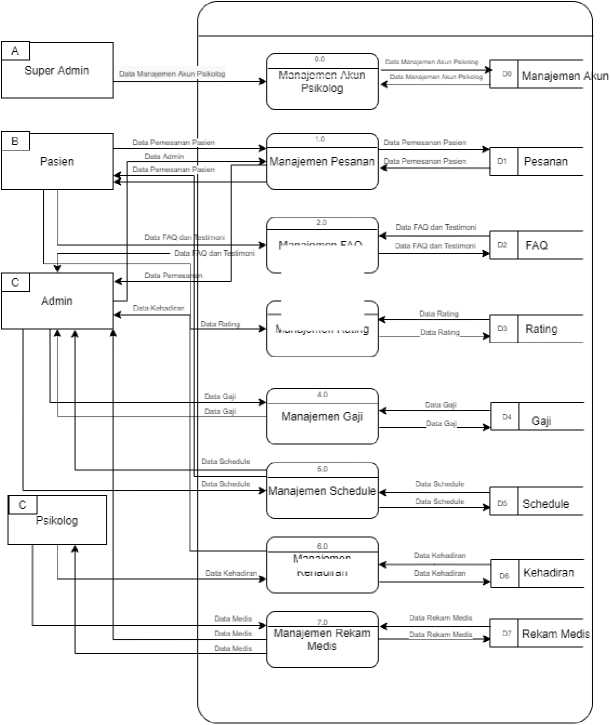 A
Super Admin
Data Manajemen Akun Psikolog
0.0
Manajemen Akun
Psikolog
Data Manajemen Akun Psikolog
Data Manajemen Akun Psikolog
D0
Manajemen Akun
B
Pasien
Data Pemesanan Pasien
Data Admin
Data Pemesanan Pasien
1.0
Manajemen Pesanan
Data Pemesanan Pasien
Data Pemesanan Pasien
D1
Pesanan
Data FAQ dan Testimoni
Data FAQ dan Testimoni
2.0
Manajemen FAQ
Data FAQ dan Testimoni
Data FAQ dan Testimoni
D2
FAQ
C
Admin
Data Pemesanan
Data Kehadiran
Data Rating
Manajemen Rating
Data Rating
Data Rating
D3
Rating
Data Gaji
Data Gaji
4.0
Manajemen Gaji
Data Gaji
Data Gaji
D4
Gaji
Data Schedule
Data Schedule
5.0
Manajemen Schedule
Data Schedule
Data Schedule
D5
Schedule
C
Psikolog
Data Kehadiran
6.0
Manajemen
Kehadiran
Data Kehadiran
Data Kehadiran
D6
Kehadiran
Data Medis
Data Medis
Data Medis
7.0
Manajemen Rekam
Medis
Data Rekam Medis
Data Rekam Medis
D7
Rekam Medis